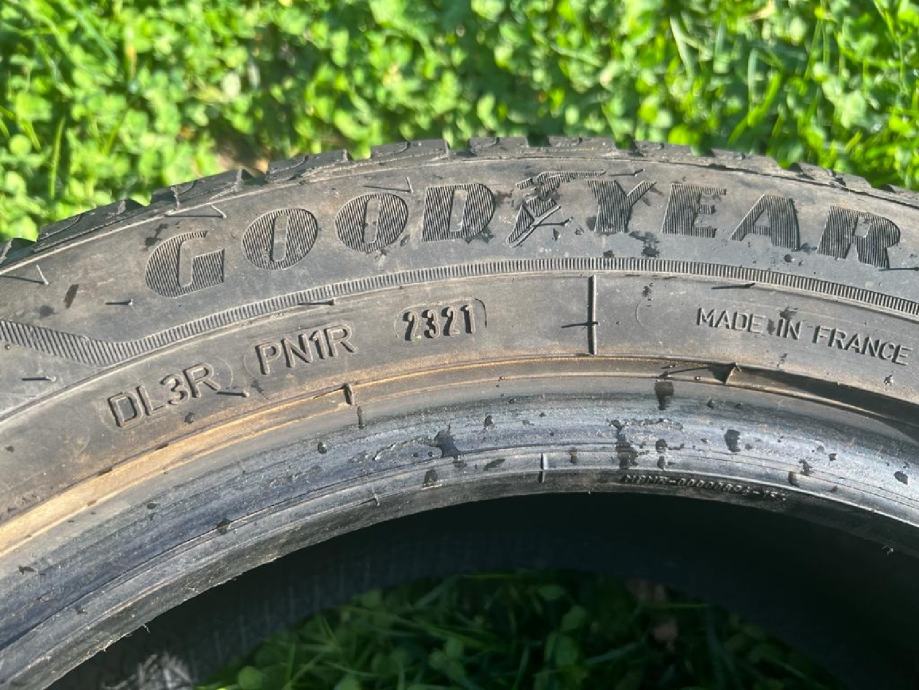 GOODYEAR
DL3R PN1R 2321
MADE IN FRANCE